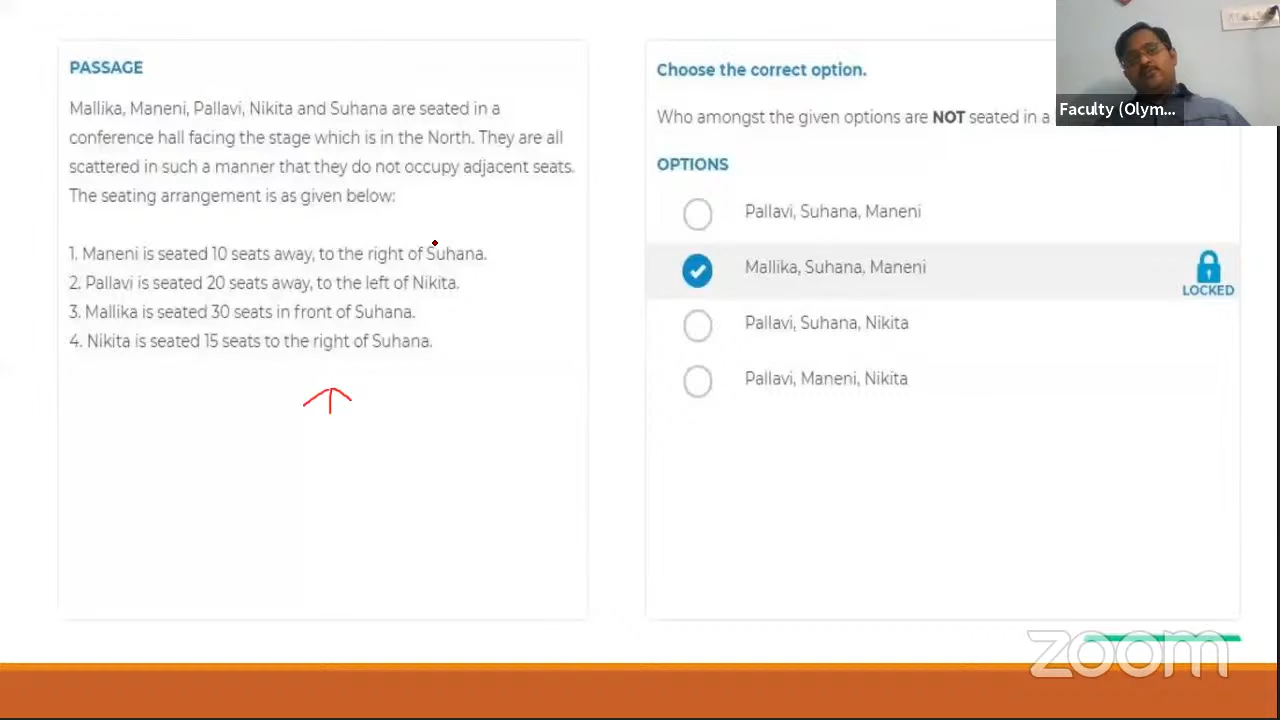 PASSAGE
Mallika, Maneni, Pallavi, Nikita and Suhana are seated in a
conference hall facing the stage which is in the North. They are all
scattered in such a manner that they do not occupy adjacent seats.
The seating arrangement is as given below:
1. Maneni is seated 10 seats away, to the right of Suhana.
2. Pallavi is seated 20 seats away, to the left of Nikita.
3. Mallika is seated 30 seats in front of Suhana.
4. Nikita is seated 15 seats to the right of Suhana.
Choose the correct option.
Who amongst the given options are NOT seated in a
OPTIONS
Pallavi, Suhana, Maneni
Mallika, Suhana, Maneni
LOCKED
Pallavi, Suhana, Nikita
Pallavi, Maneni, Nikita
Faculty (Olym...
zoom